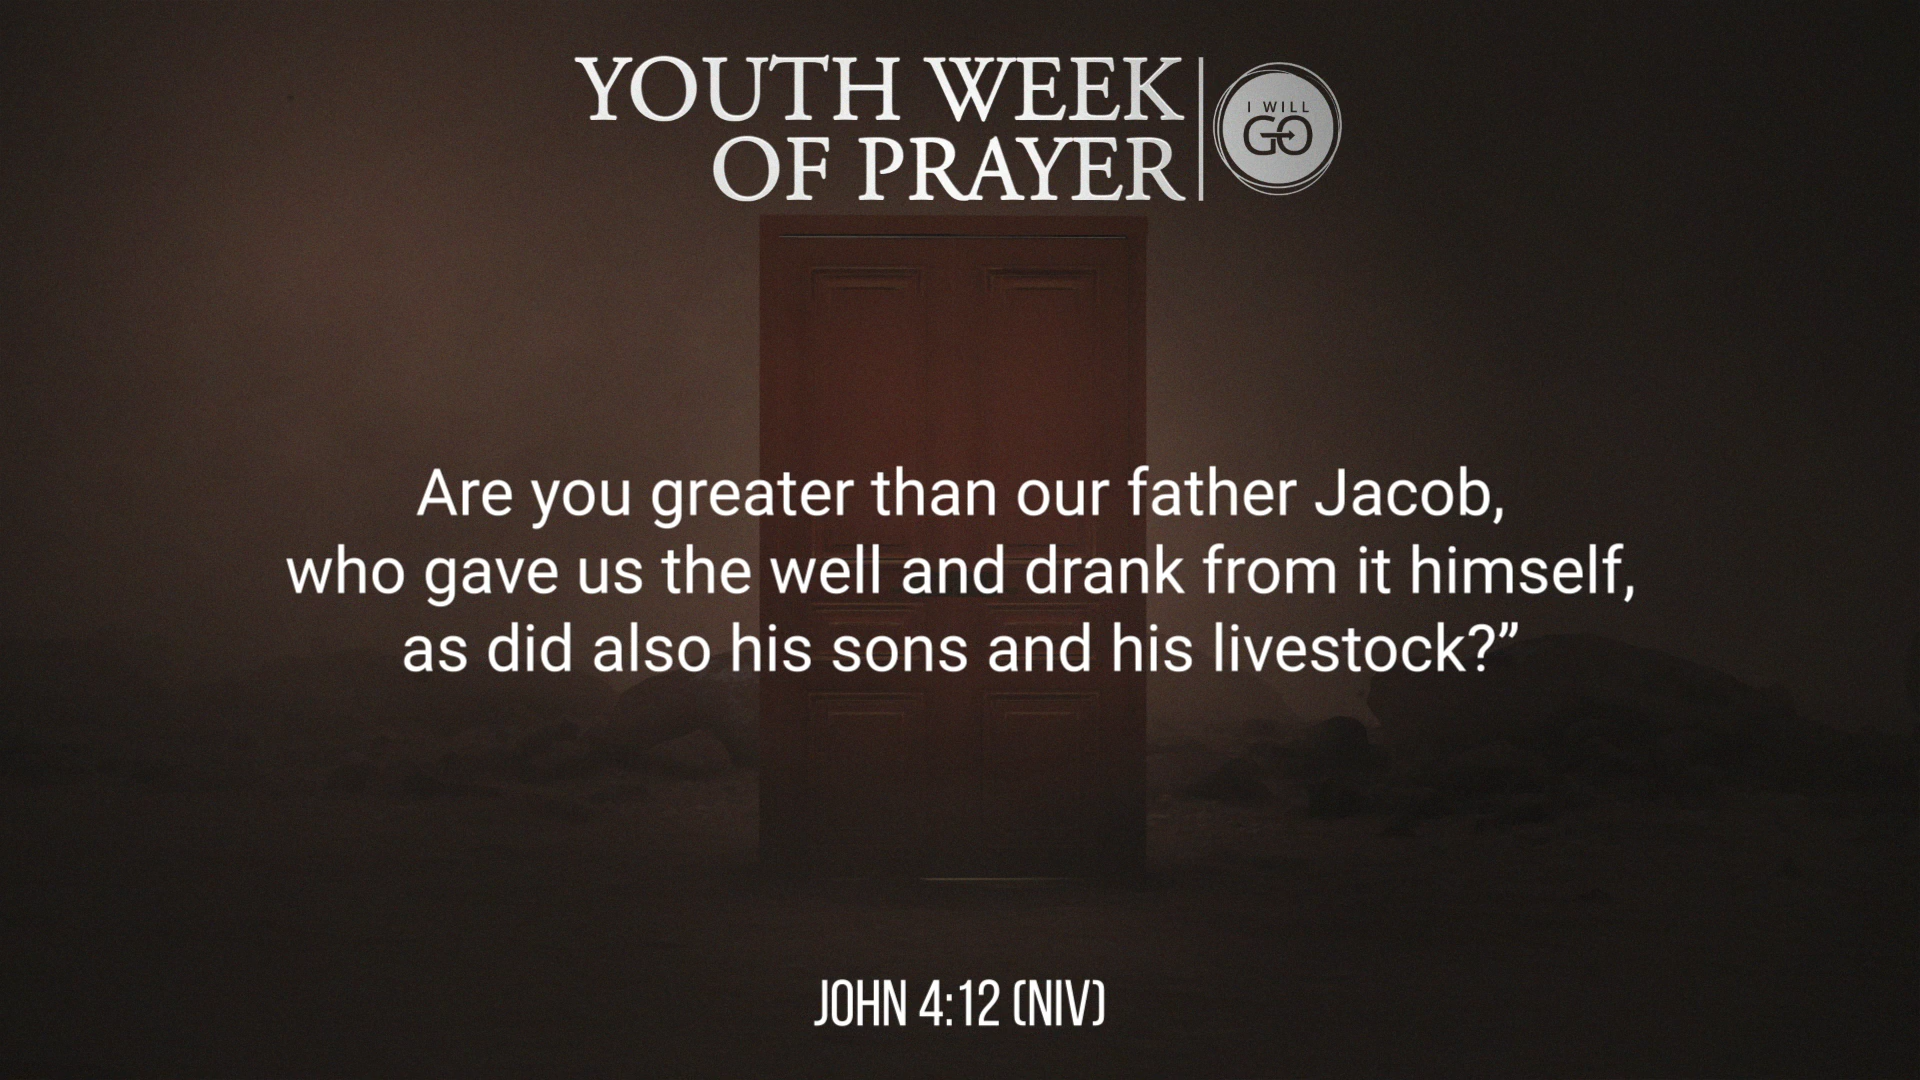 YOUTH WEEK
OF PRAYER
I WILL
GO
Are you greater than our father Jacob,
who gave us the well and drank from it himself,
as did also his sons and his livestock?”
JOHN 4:12 (NIV)